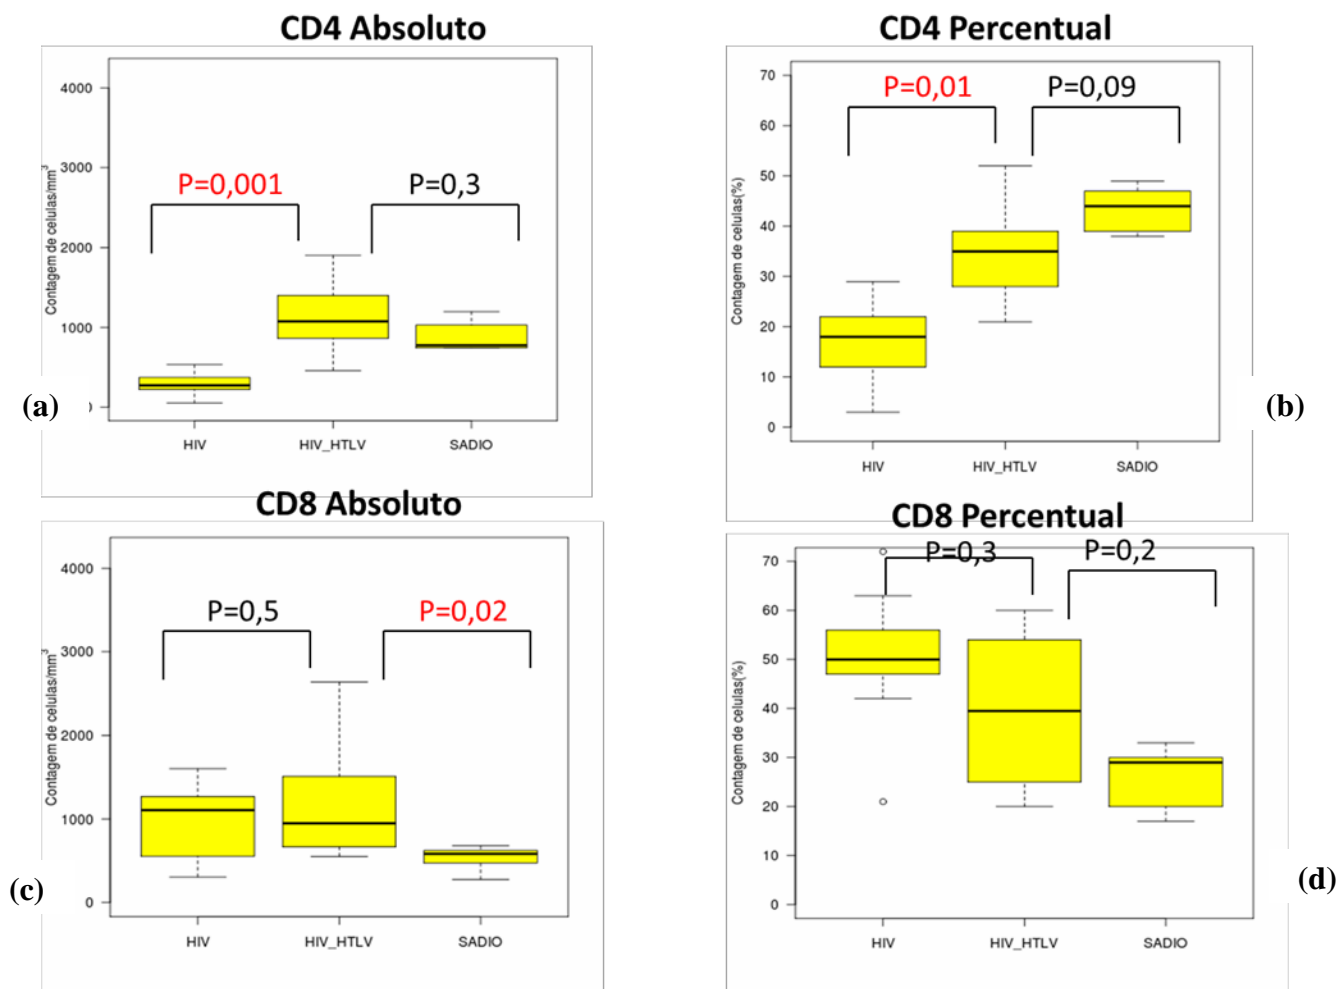 CD4 Absoluto
4000
3000
2000
1000
)
Contagem de celulas/mm³
P=0,001
P=0,3
HIV
HIV_HTLV
SADIO
(a)
CD4 Percentual
70
60
50
40
30
20
10
0
Contagem de celulas(%)
P=0,01
P=0,09
HIV
HIV_HTLV
SADIO
(b)
CD8 Absoluto
4000
3000
2000
1000
0
Contagem de celulas/mm³
P=0,5
P=0,02
HIV
HIV_HTLV
SADIO
(c)
CD8 Percentual
70
60
50
40
30
20
10
0
Contagem de celulas(%)
P=0,3
P=0,2
HIV
HIV_HTLV
SADIO
(d)